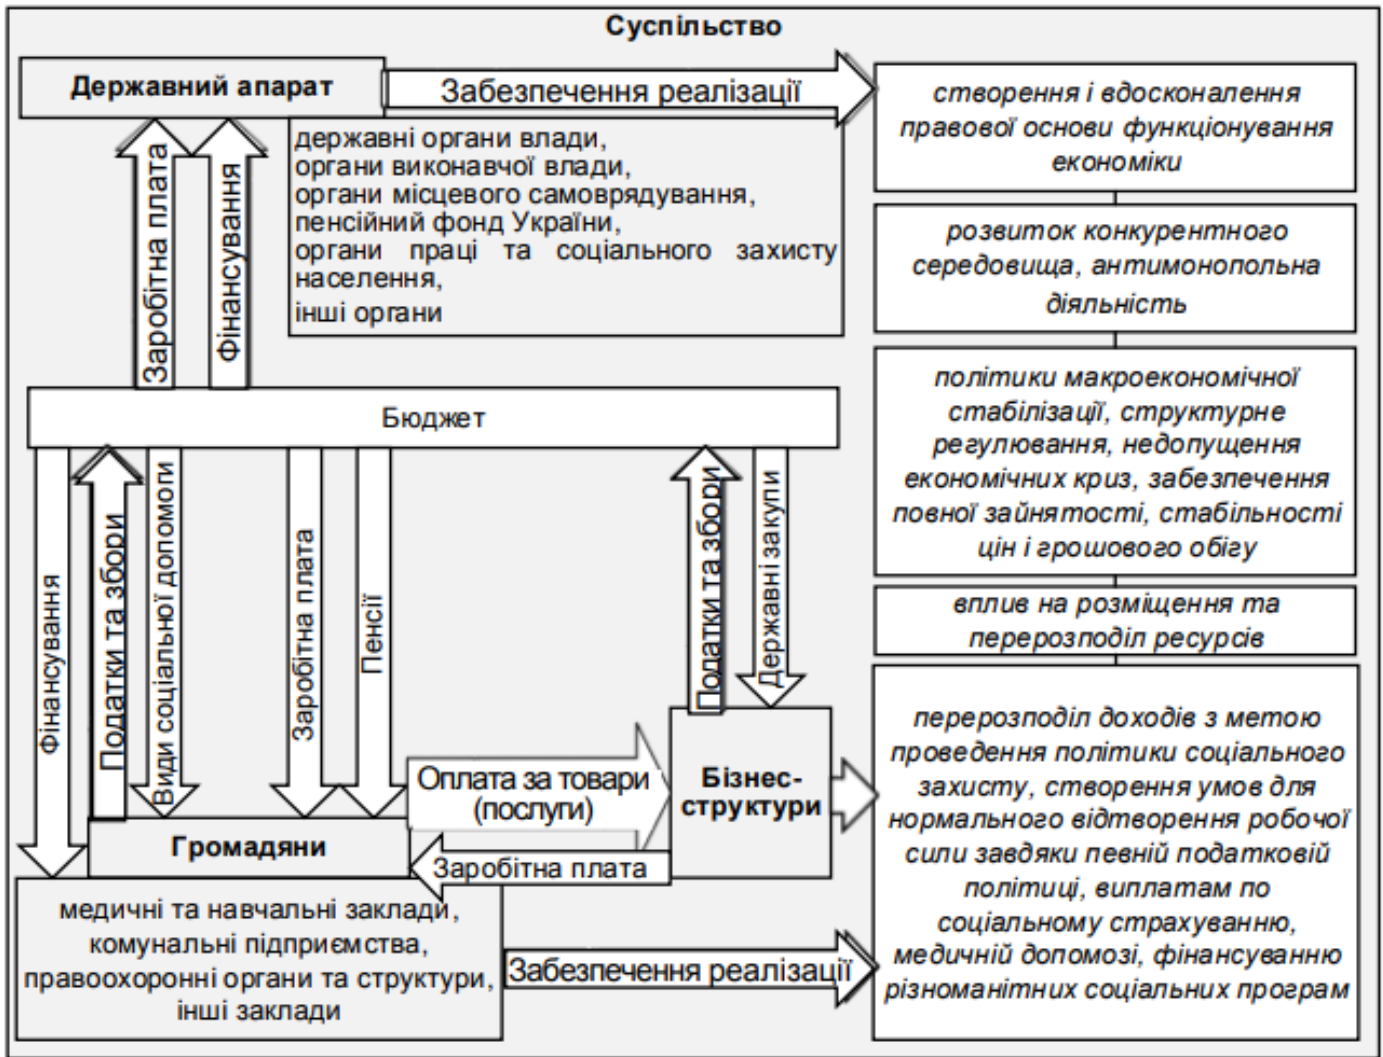 Суспільство
Державний апарат
Забезпечення реалізації
державні органи влади,
органи виконавчої влади,
органи місцевого самоврядування,
пенсійний фонд України,
органи праці та соціального захисту
населення,
інші органи
Заробітна плата
Фінансування
Бюджет
Фінансування
Податки та збори
Види соціальної допомоги
Заробітна плата
Пенсії
Податки та збори
Державні закупи
Оплата за товари
(послуги)
Бізнес-
структури
Громадяни
Заробітна плата
медичні та навчальні заклади,
комунальні підприємства,
правоохоронні органи та структури,
інші заклади
Забезпечення реалізації
створення і вдосконалення
правової основи функціонування
економіки
розвиток конкурентного
середовища, антимонопольна
діяльність
політики макроекономічної
стабілізації, структурне
регулювання, недопущення
економічних криз, забезпечення
повної зайнятості, стабільності
цін і грошового обігу
вплив на розміщення та
перерозподіл ресурсів
перерозподіл доходів з метою
проведення політики соціального
захисту, створення умов для
нормального відтворення робочої
сили завдяки певній податковій
політиці, виплатам по
соціальному страхуванню,
медичній допомозі, фінансуванню
різноманітних соціальних програм